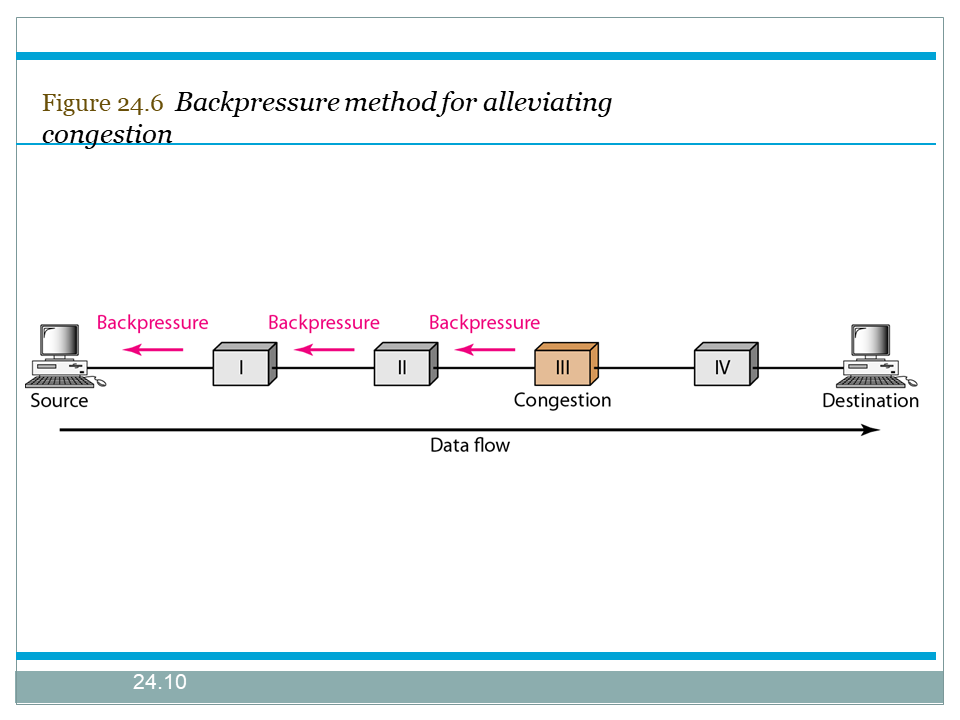 Figure 24.6 Backpressure method for alleviating
congestion
Backpressure Backpressure Backpressure
I II III IV
Source Congestion Destination
Data flow
24.10